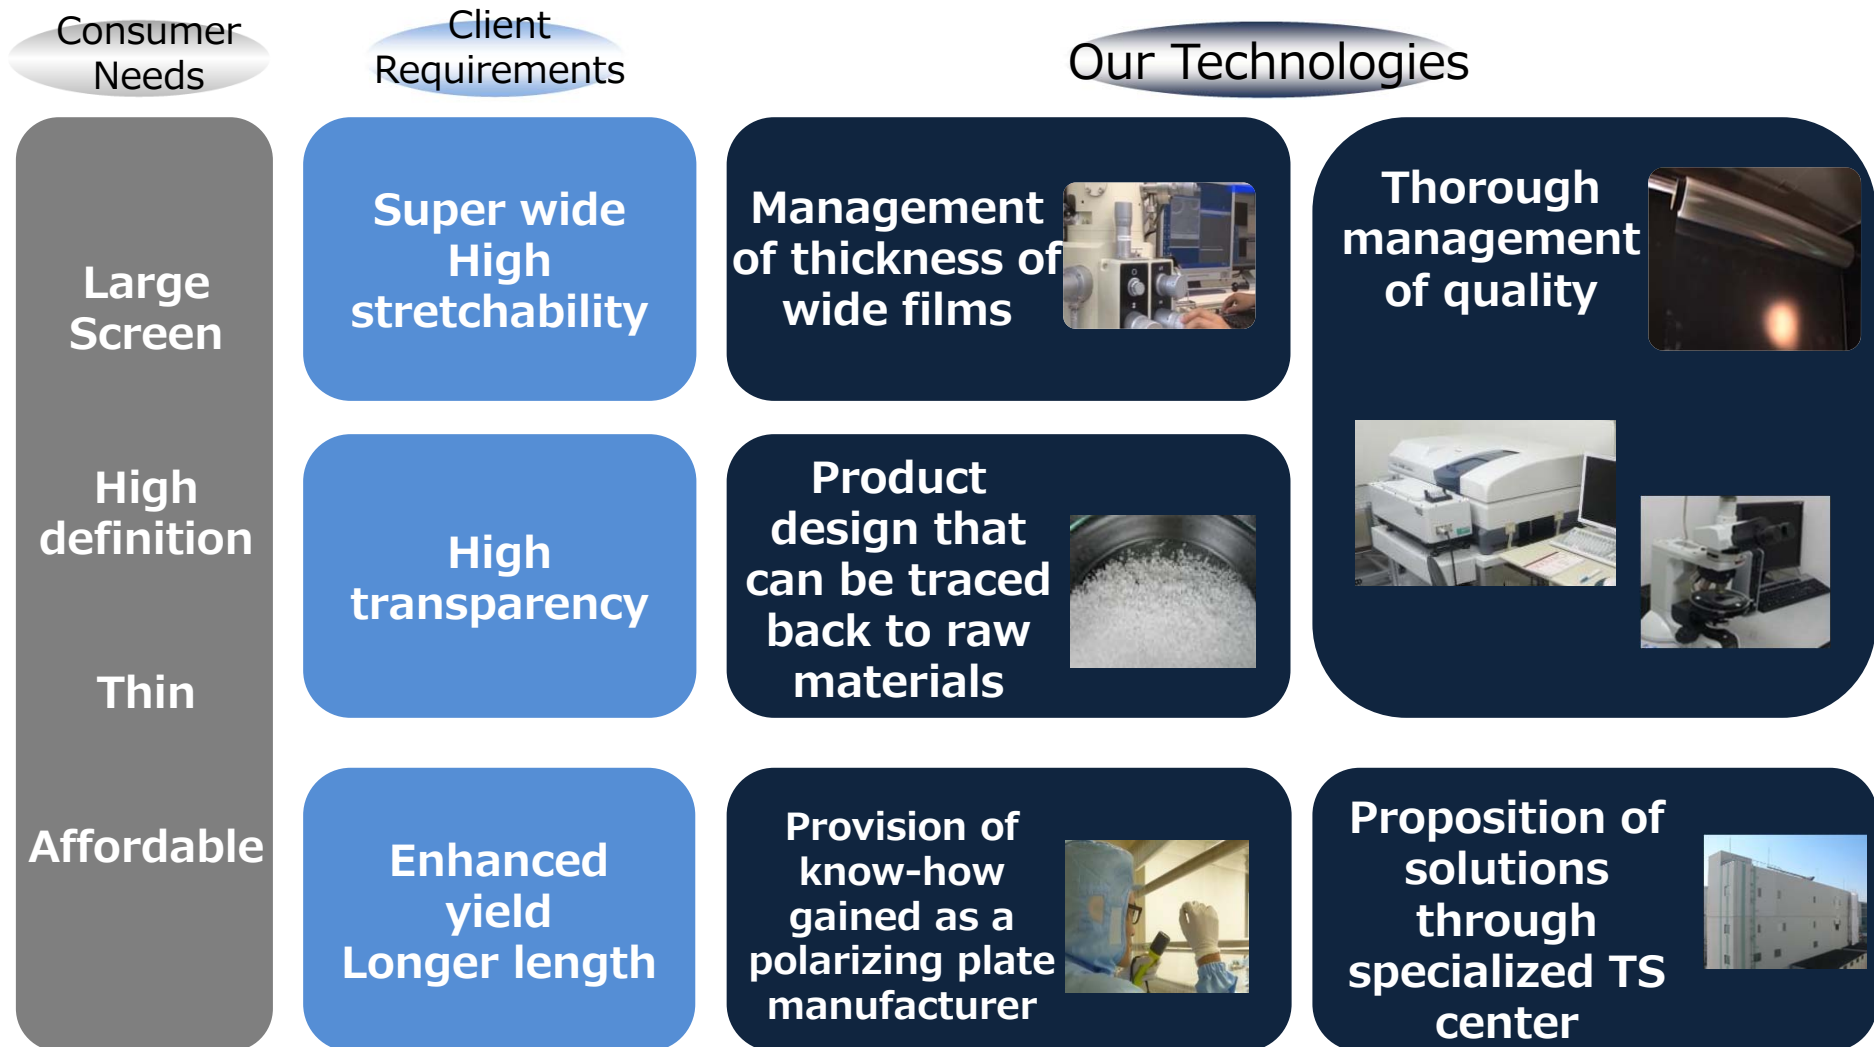 Consumer
Needs
Client
Requirements
Our Technologies
Large
Screen
High
definition
Thin
Affordable
Super wide
High
stretchability
High
transparency
Enhanced
yield
Longer length
Management
of thickness of
wide films
Product
design that
can be traced
back to raw
materials
Provision of
know-how
gained as a
polarizing plate
manufacturer
Thorough
management
of quality
Proposition of
solutions
through
specialized TS
center